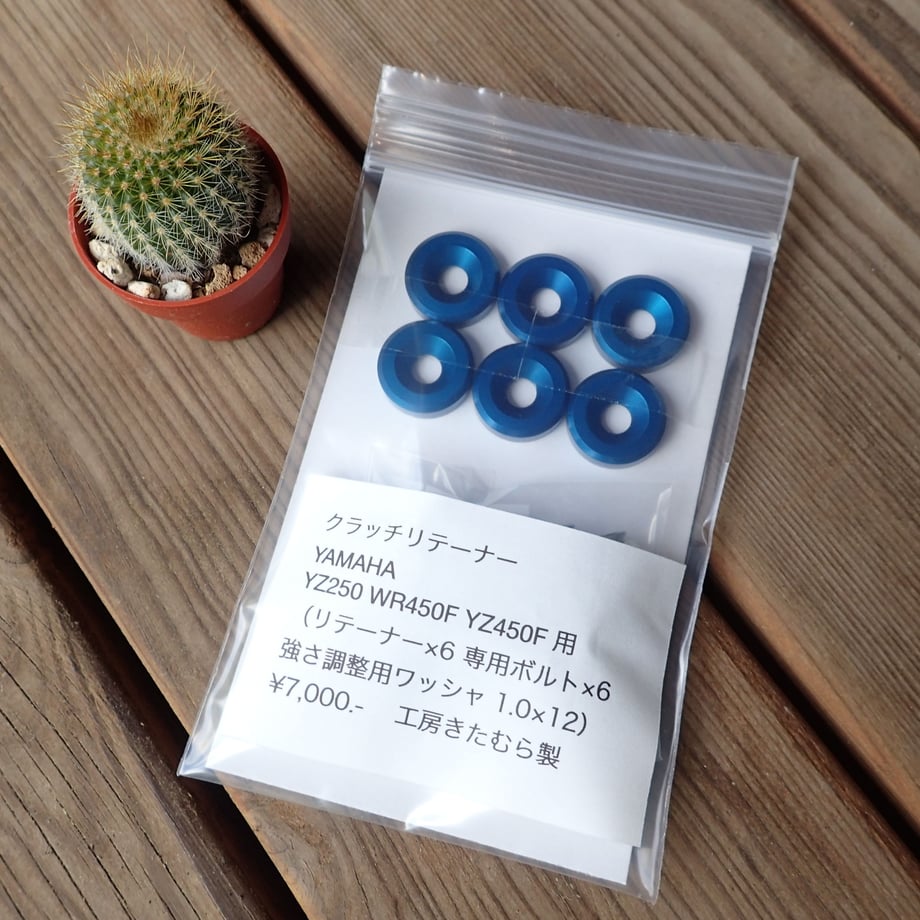 クラッチリテーナー
YAMAHA
YZ250 WR450F YZ450F 用
（リテーナー×6 専用ボルト×6
強さ調整用ワッシャ 1.0×12）
¥7,000.- 工房きたむら製